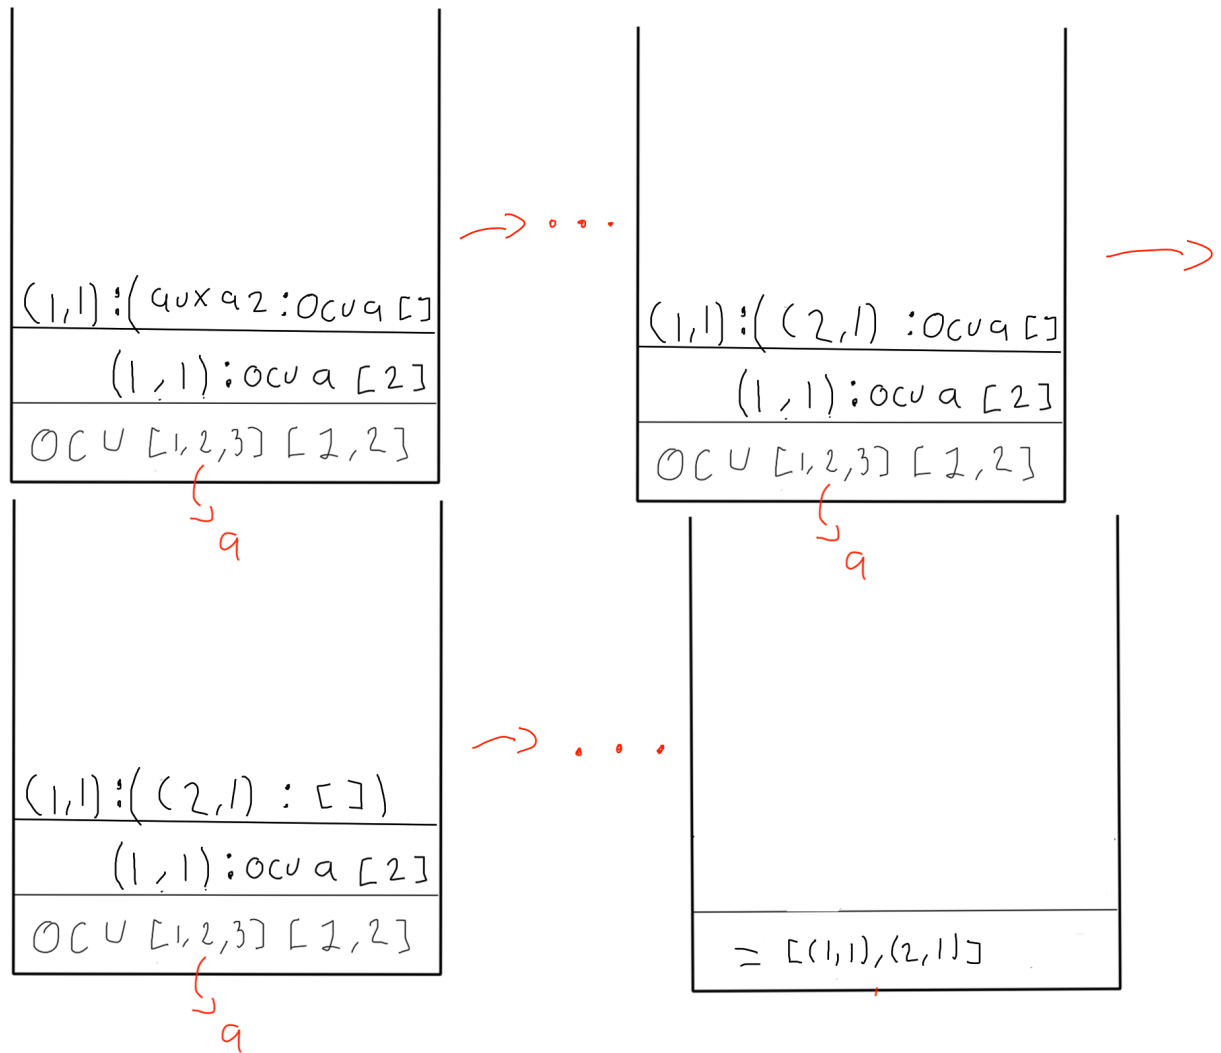 (1,1):(aux a 2:ocu a []
(1,1):ocu a [2]
OCU [1,2,3] [1,2]
a
(1,1):((2,1) :ocu a []
(1,1):ocu a [2]
OCU [1,2,3] [1,2]
a
(1,1):((2,1) : [])
(1,1):ocu a [2]
OCU [1,2,3] [1,2]
a
= [(1,1),(2,1)]